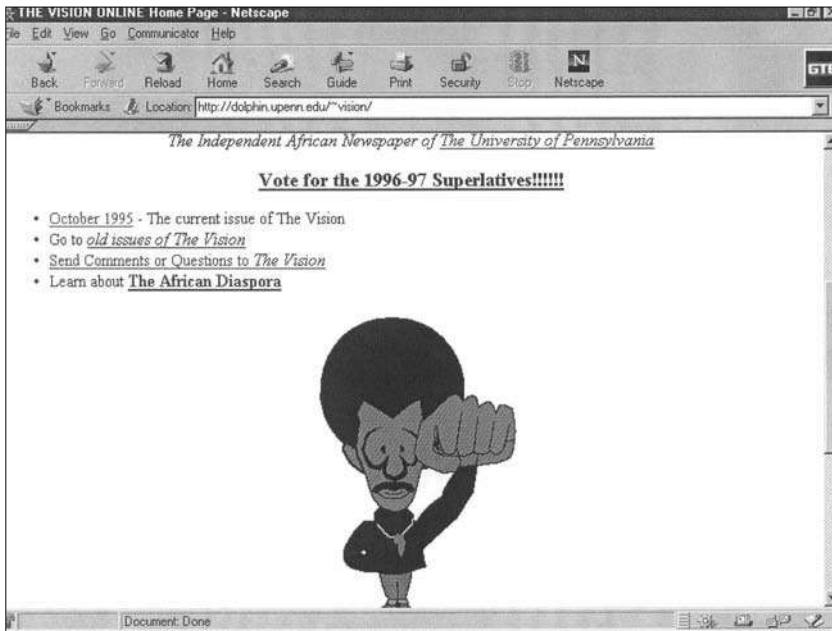 THE VISION ONLINE Home Page - Netscape
File Edit View Go Communicator Help
Back Forward Reload Home Search Guide Print Security Stop Netscape
N
Bookmarks Location: http://dolphin.upenn.edu/~vision/
The Independent African Newspaper of The University of Pennsylvania
Vote for the 1996-97 Superlatives!!!!!!
• October 1995 - The current issue of The Vision
• Go to old issues of The Vision
• Send Comments or Questions to The Vision
• Learn about The African Diaspora
Document: Done